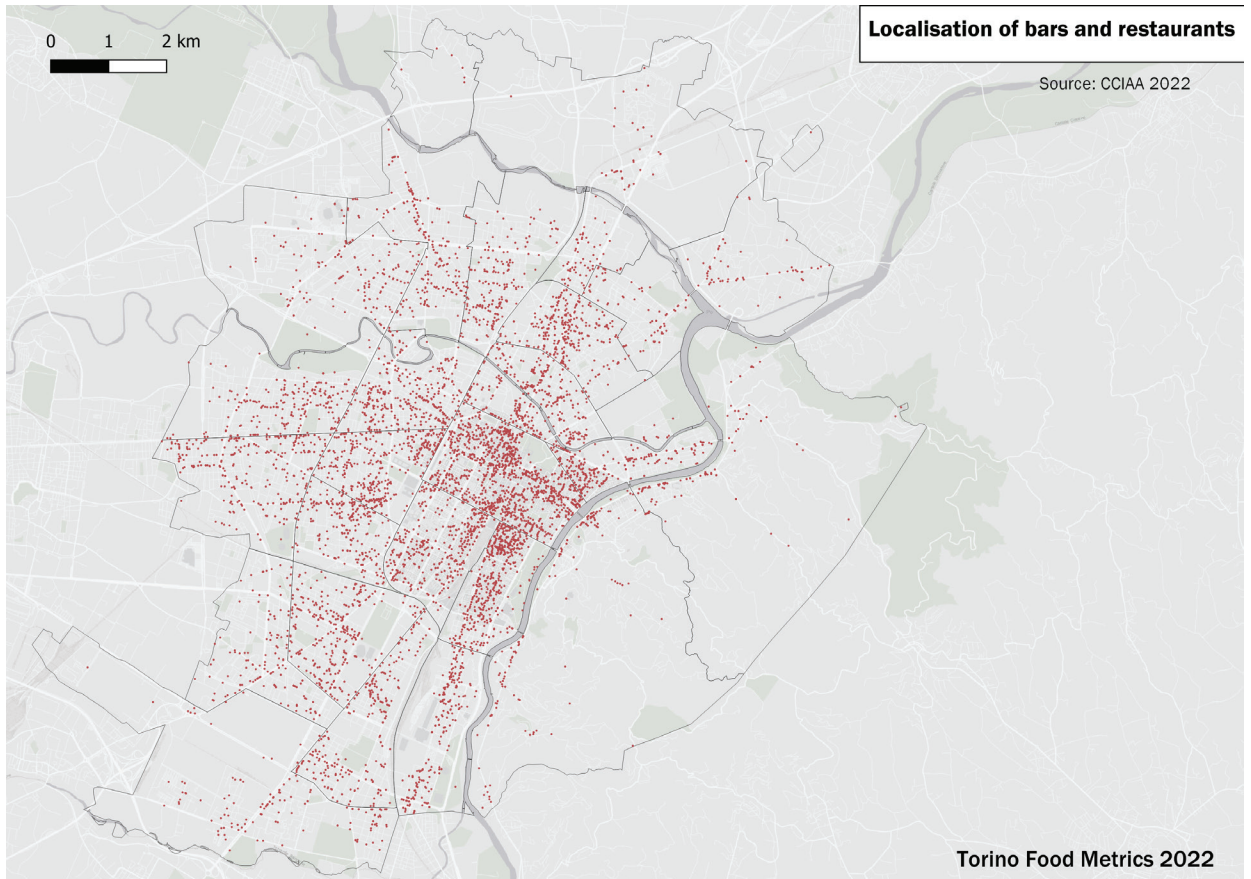 Localisation of bars and restaurants
Source: CCIAA 2022
0 1 2 km
Torino Food Metrics 2022